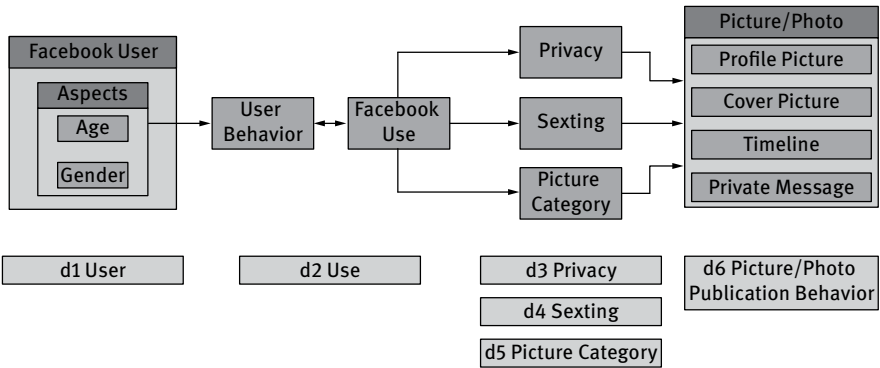 Facebook User
Aspects
Age
Gender
User
Behavior
Facebook
Use
Privacy
Sexting
Picture
Category
Picture/Photo
Profile Picture
Cover Picture
Timeline
Private Message
d1 User
d2 Use
d3 Privacy
d4 Sexting
d5 Picture Category
d6 Picture/Photo
Publication Behavior